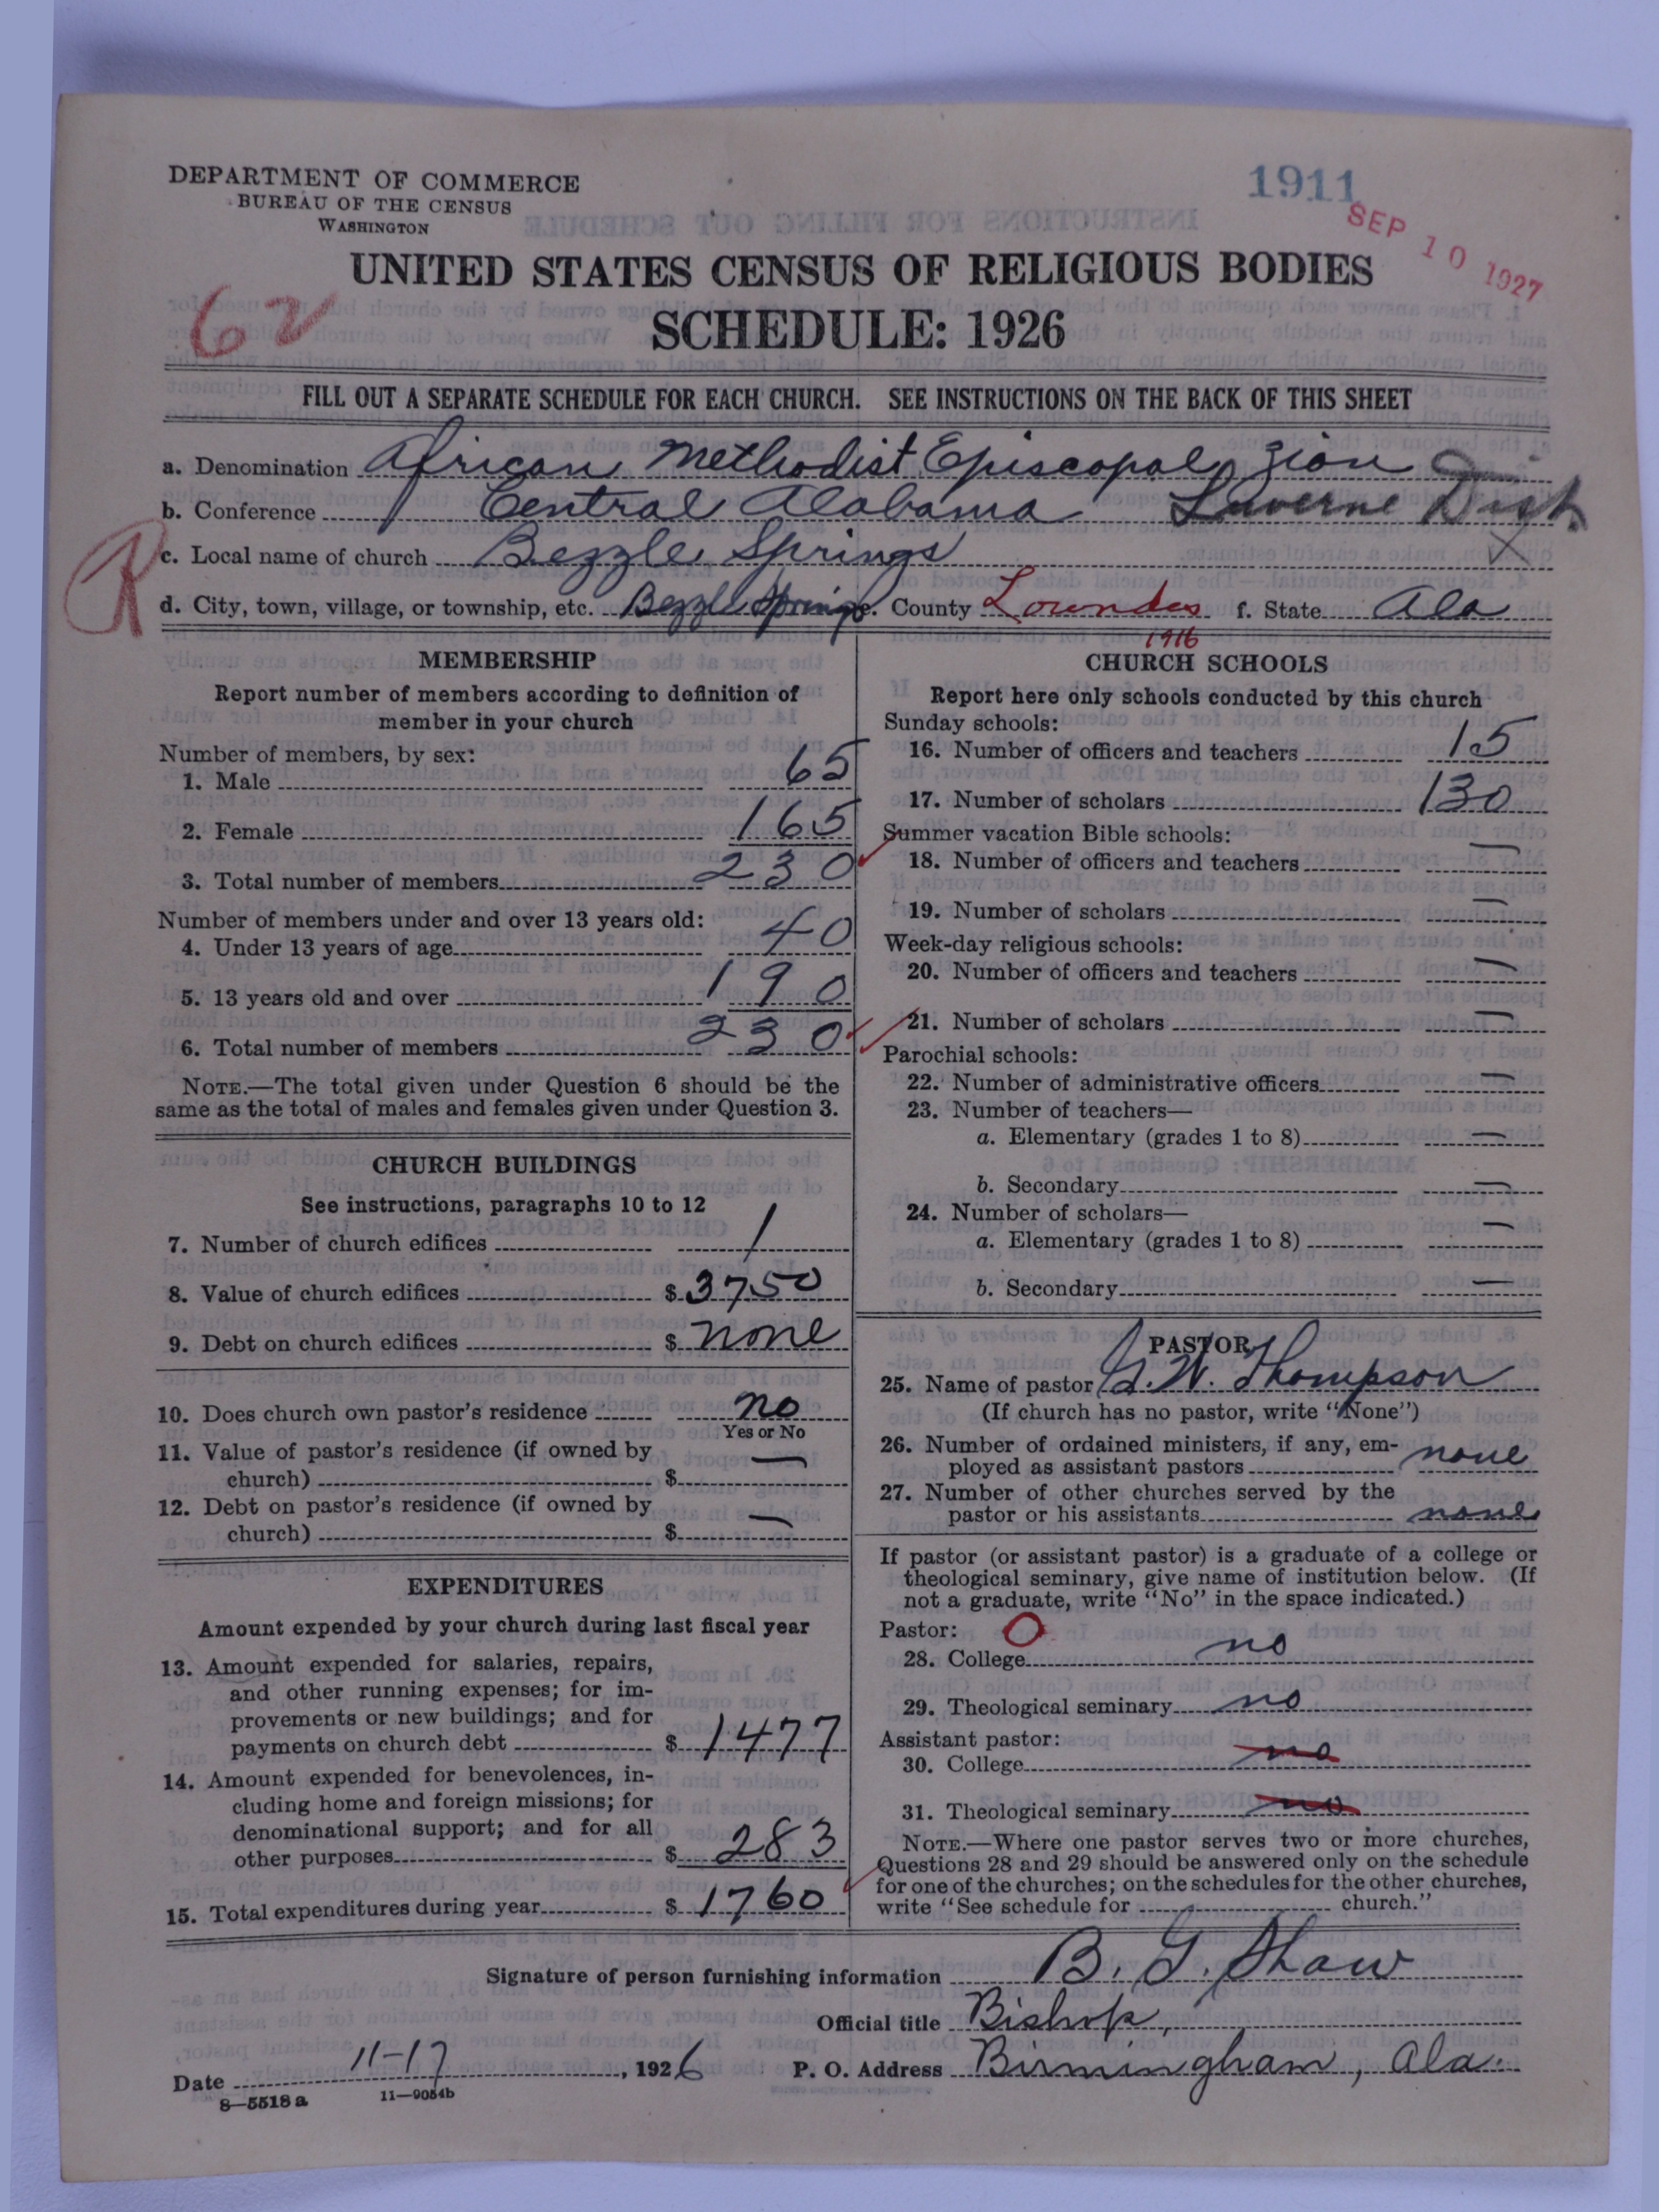 DEPARTMENT OF COMMERCE
BUREAU OF THE CENSUS
WASHINGTON
1911
SEP 10 1927
UNITED STATES CENSUS OF RELIGIOUS BODIES
SCHEDULE: 1926
62
FILL OUT A SEPARATE SCHEDULE FOR EACH CHURCH. SEE INSTRUCTIONS ON THE BACK OF THIS SHEET
a. Denomination African Methodist Episcopal Zion
b. Conference Central Alabama Luverne Dist.
R
c. Local name of church Bezzle Springs X
d. City, town, village, or township, etc. Bezzle Springs e. County Lowndes f. State Ala
MEMBERSHIP
Report number of members according to definition of
member in your church
Number of members, by sex:
1. Male 65
2. Female 165
3. Total number of members 230
Number of members under and over 13 years old:
4. Under 13 years of age 40
5. 13 years old and over 190
6. Total number of members 230
NOTE.—The total given under Question 6 should be the
same as the total of males and females given under Question 3.
CHURCH BUILDINGS
See instructions, paragraphs 10 to 12
7. Number of church edifices 1
8. Value of church edifices $ 3750
9. Debt on church edifices $ none
10. Does church own pastor's residence no
Yes or No
11. Value of pastor's residence (if owned by
church) $ —
12. Debt on pastor's residence (if owned by
church) $ —
EXPENDITURES
Amount expended by your church during last fiscal year
13. Amount expended for salaries, repairs,
and other running expenses; for im-
provements or new buildings; and for
payments on church debt $ 1477
14. Amount expended for benevolences, in-
cluding home and foreign missions; for
denominational support; and for all
other purposes $ 283
15. Total expenditures during year $ 1760
1916
CHURCH SCHOOLS
Report here only schools conducted by this church
Sunday schools:
16. Number of officers and teachers 15
17. Number of scholars 130
Summer vacation Bible schools:
18. Number of officers and teachers —
19. Number of scholars —
Week-day religious schools:
20. Number of officers and teachers —
21. Number of scholars —
Parochial schools:
22. Number of administrative officers —
23. Number of teachers—
a. Elementary (grades 1 to 8) —
b. Secondary —
24. Number of scholars—
a. Elementary (grades 1 to 8) —
b. Secondary —
PASTOR
25. Name of pastor G. W. Thompson
(If church has no pastor, write "None")
26. Number of ordained ministers, if any, em-
ployed as assistant pastors none
27. Number of other churches served by the
pastor or his assistants none
If pastor (or assistant pastor) is a graduate of a college or
theological seminary, give name of institution below. (If
not a graduate, write "No" in the space indicated.)
Pastor: O
28. College no
29. Theological seminary no
Assistant pastor:
30. College no
31. Theological seminary no
NOTE.—Where one pastor serves two or more churches,
Questions 28 and 29 should be answered only on the schedule
for one of the churches; on the schedules for the other churches,
write "See schedule for church."
Signature of person furnishing information B. G. Shaw
Official title Bishop,
Date 11-17, 1926 P. O. Address Birmingham, Ala.
8—5518 a 11—9054b